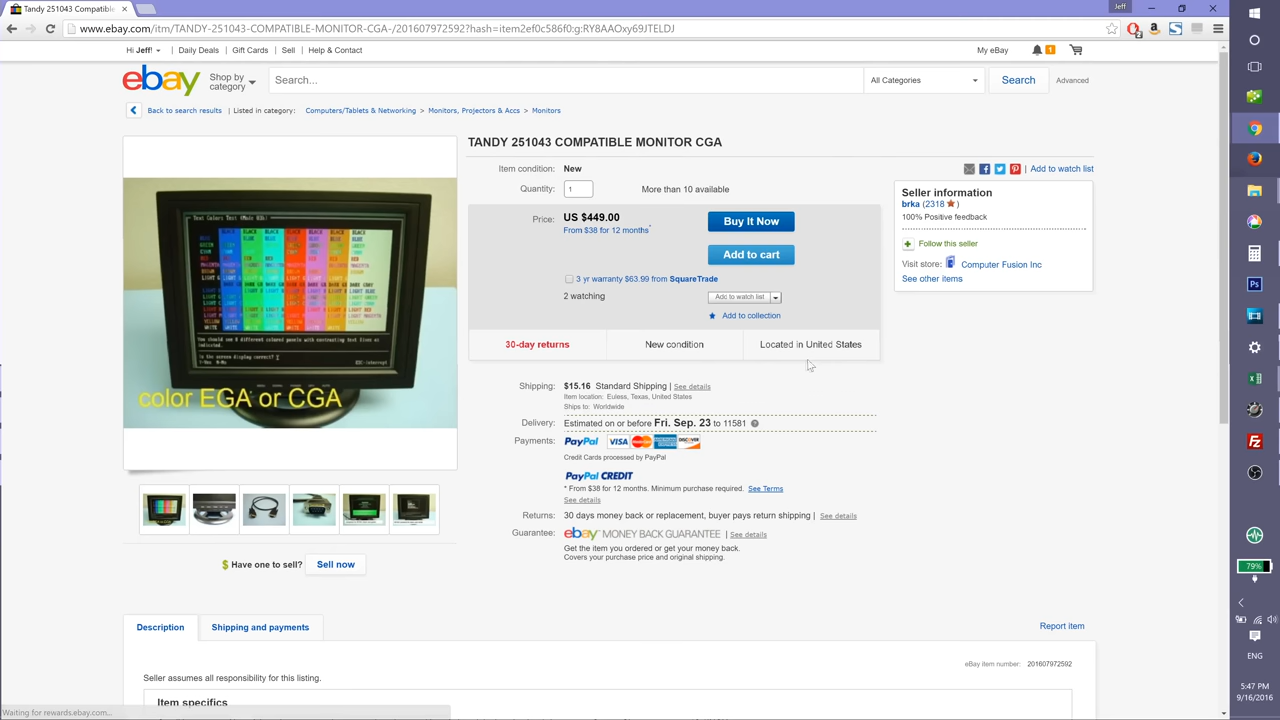 Tandy 251043 Compatible
Jeff
www.ebay.com/itm/TANDY-251043-COMPATIBLE-MONITOR-CGA-/201607972592?hash=item2ef0c586f0:g:RY8AAOxy69JTELDJ
Hi Jeff!
Daily Deals
Gift Cards
Sell
Help & Contact
My eBay
1
ebay
Shop by
category
Search...
All Categories
Search
Advanced
Back to search results
Listed in category:
Computers/Tablets & Networking > Monitors, Projectors & Accs > Monitors
TANDY 251043 COMPATIBLE MONITOR CGA
Item condition: New
Add to watch list
Quantity: 1 More than 10 available
Price: US $449.00
From $38 for 12 months*
Buy It Now
Add to cart
3 yr warranty $63.99 from SquareTrade
2 watching
Add to watch list
Add to collection
30-day returns
New condition
Located in United States
Seller information
brka (2318 )
100% Positive feedback
Follow this seller
Visit store: Computer Fusion Inc
See other items
color EGA or CGA
Shipping: $15.16 Standard Shipping | See details
Item location: Euless, Texas, United States
Ships to: Worldwide
Delivery: Estimated on or before Fri. Sep. 23 to 11581
Payments: PayPal VISA MasterCard DISCOVER
Credit Cards processed by PayPal
PayPal CREDIT
* From $38 for 12 months. Minimum purchase required. See Terms
See details
Returns: 30 days money back or replacement, buyer pays return shipping | See details
Guarantee: ebay MONEY BACK GUARANTEE | See details
Get the item you ordered or get your money back.
Covers your purchase price and original shipping.
$ Have one to sell? Sell now
Description
Shipping and payments
Report item
eBay item number: 201607972592
Seller assumes all responsibility for this listing.
Item specifics
Waiting for rewards.ebay.com...
Ps
79%
ENG
5:47 PM
9/16/2016